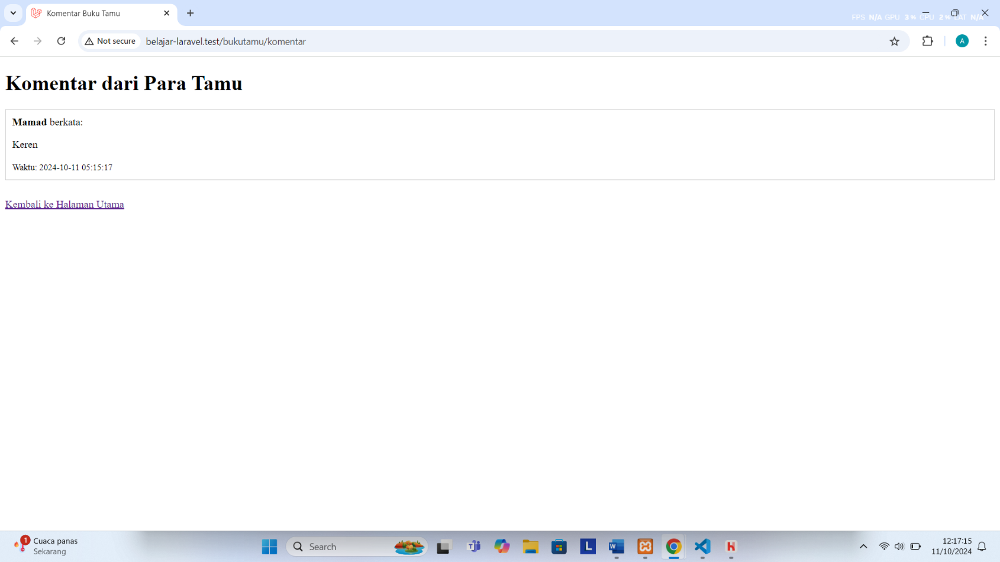 Komentar Buku Tamu
FPS N/A GPU 3 % CPU 2 % LAT N/A
Not secure
belajar-laravel.test/bukutamu/komentar
A
Komentar dari Para Tamu
Mamad berkata:
Keren
Waktu: 2024-10-11 05:15:17
Kembali ke Halaman Utama
1
Cuaca panas
Sekarang
Search
L
W
H
12:17:15
11/10/2024